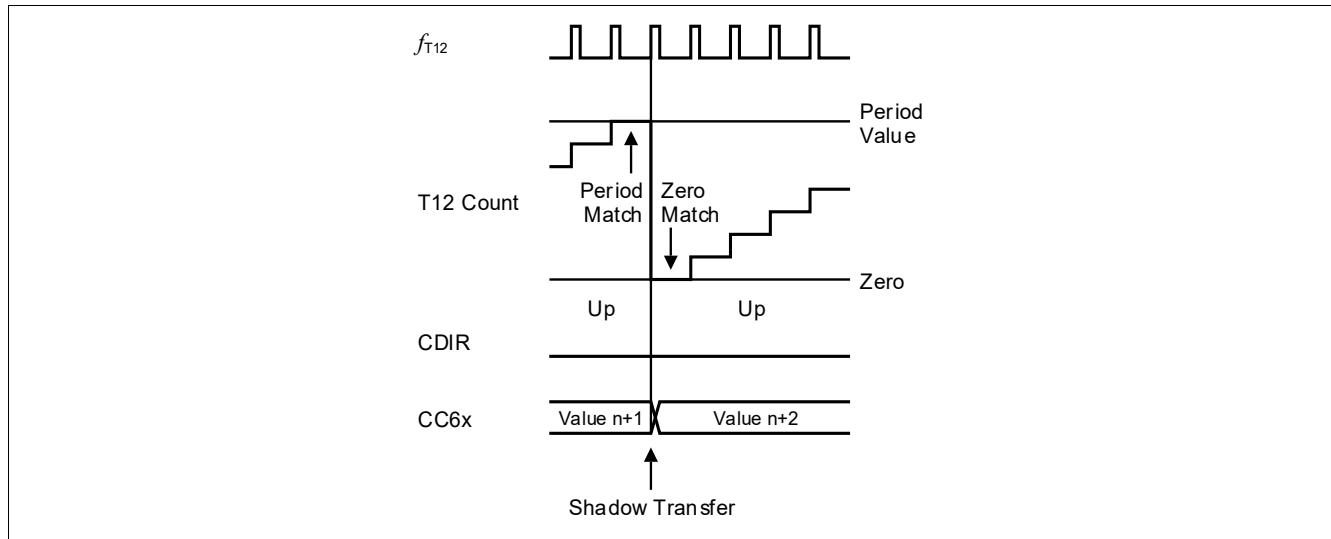 fT12
Period
Value
T12 Count
Period
Match
Zero
Match
Zero
Up
Up
CDIR
CC6x
Value n+1
Value n+2
Shadow Transfer